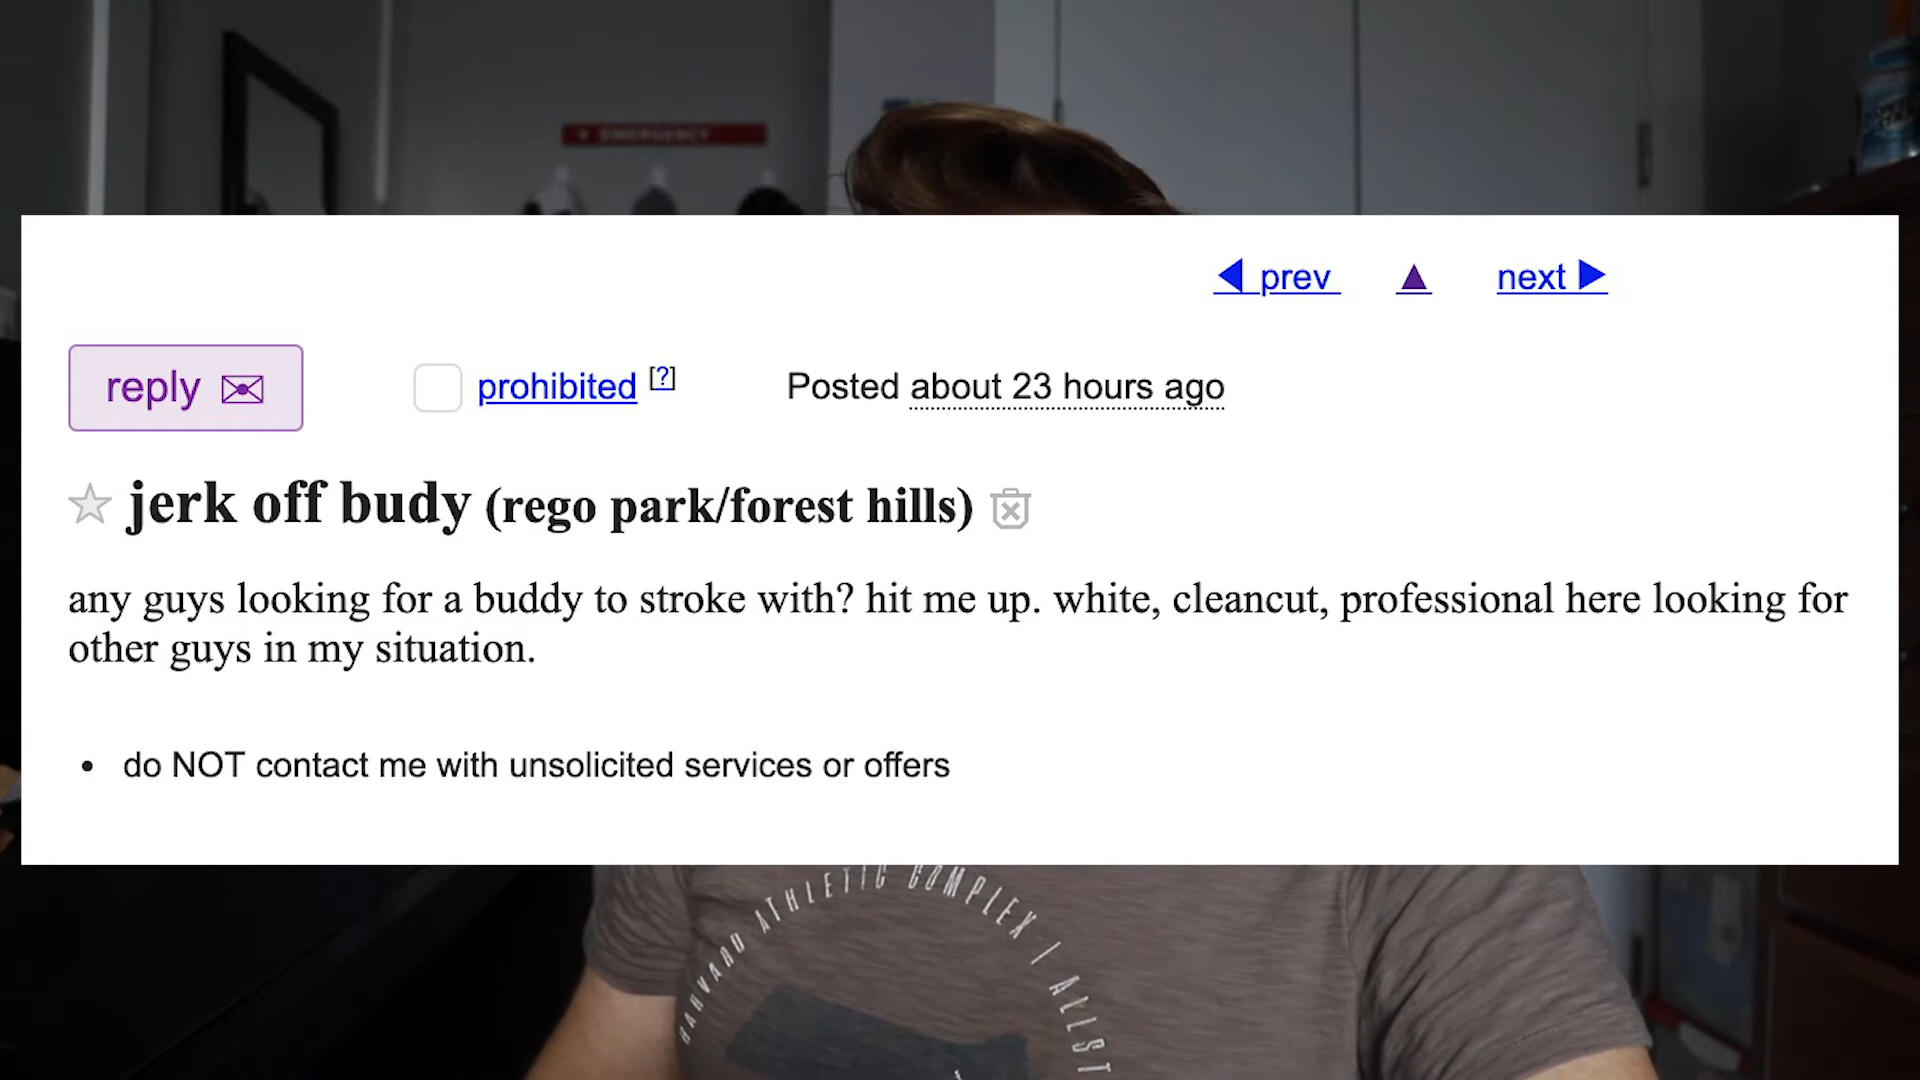 EMERGENCY
◀ prev ▲ next ▶
reply prohibited [?] Posted about 23 hours ago
jerk off budy (rego park/forest hills)
any guys looking for a buddy to stroke with? hit me up. white, cleancut, professional here looking for
other guys in my situation.
• do NOT contact me with unsolicited services or offers
HARVARD ATHLETIC COMPLEX |